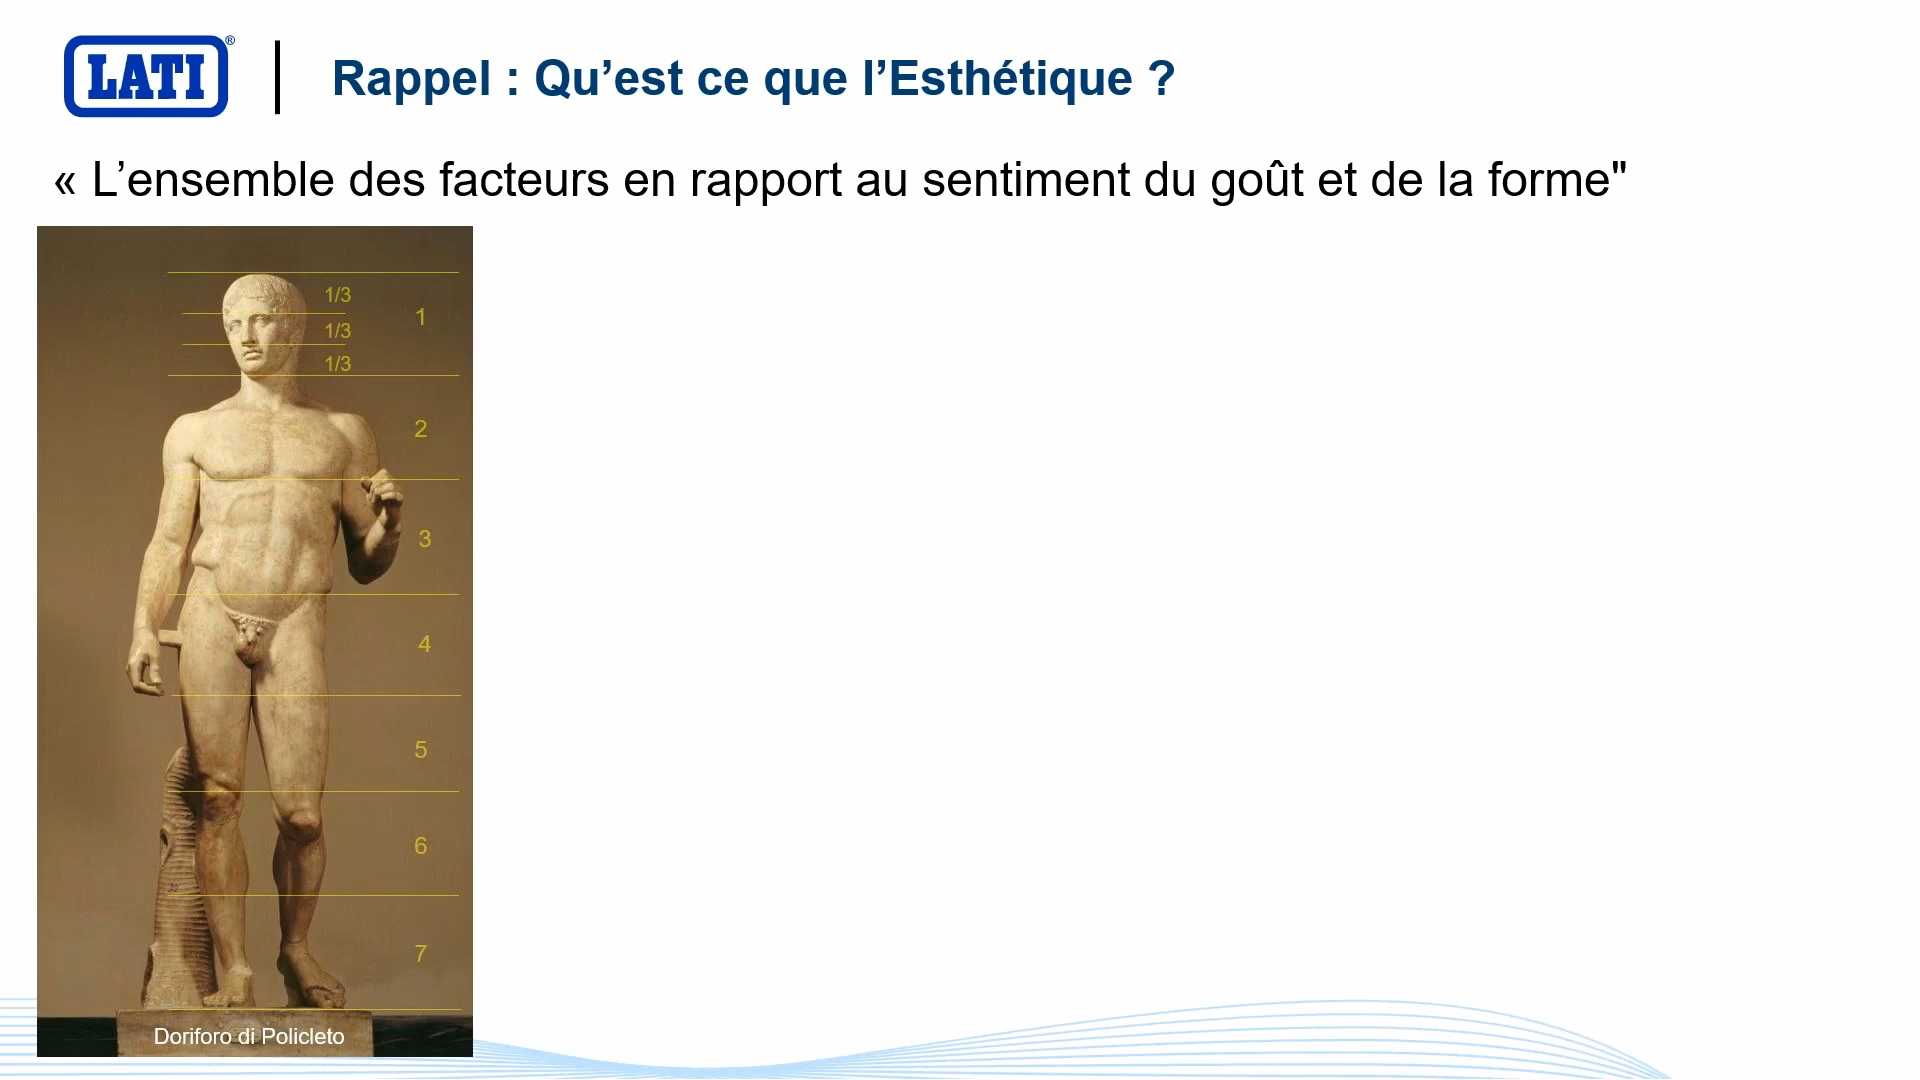 LATI®
Rappel : Qu’est ce que l’Esthétique ?
« L’ensemble des facteurs en rapport au sentiment du goût et de la forme"
1/3
1
1/3
1/3
2
3
4
5
6
7
Doriforo di Policleto